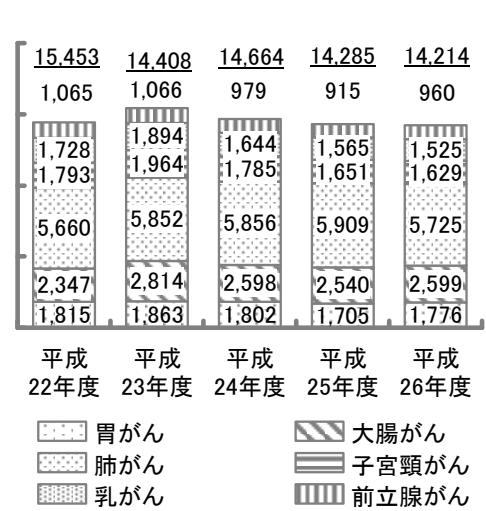 15,453 14,408 14,664 14,285 14,214
1,065 1,066 979 915 960
1,728 1,894 1,644 1,565 1,525
1,793 1,964 1,785 1,651 1,629
5,660 5,852 5,856 5,909 5,725
2,347 2,814 2,598 2,540 2,599
1,815 1,863 1,802 1,705 1,776
平成 平成 平成 平成 平成
22年度 23年度 24年度 25年度 26年度
胃がん 大腸がん
肺がん 子宮頸がん
乳がん 前立腺がん